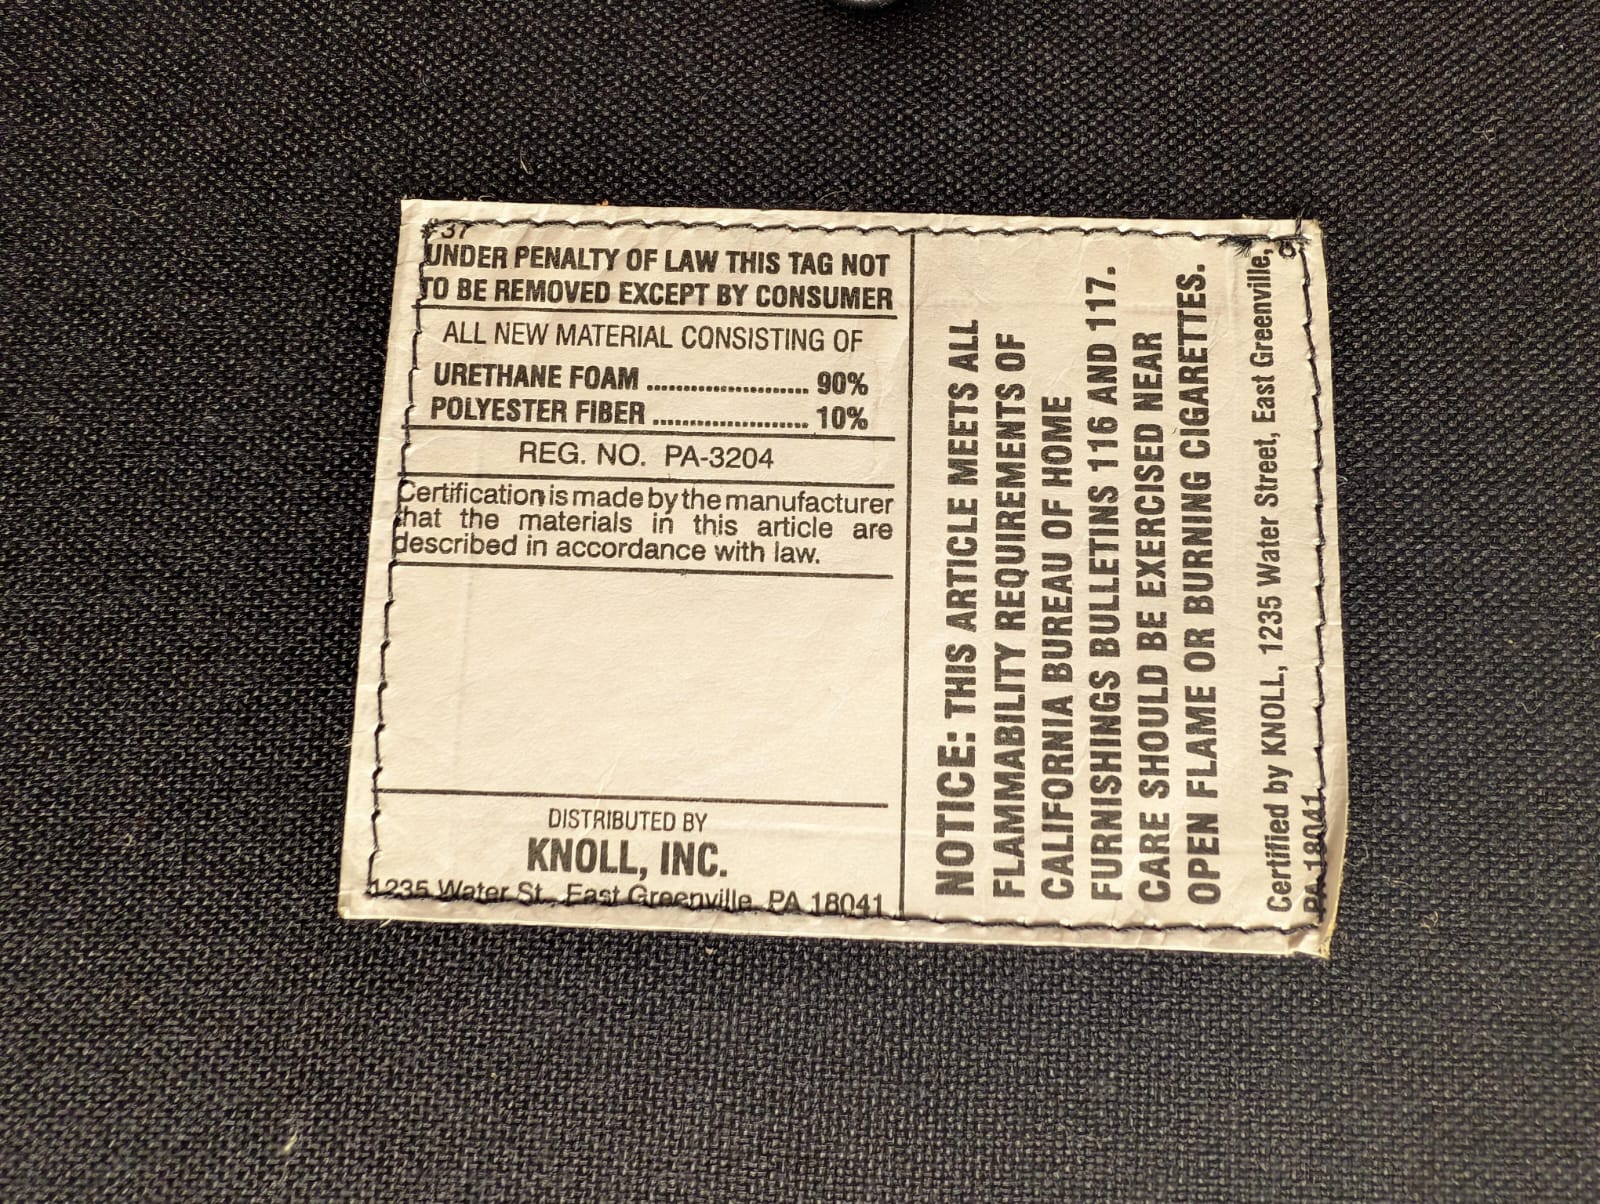 37
UNDER PENALTY OF LAW THIS TAG NOT
TO BE REMOVED EXCEPT BY CONSUMER
ALL NEW MATERIAL CONSISTING OF
URETHANE FOAM ........................ 90%
POLYESTER FIBER ....................... 10%
REG. NO. PA-3204
Certification is made by the manufacturer
that the materials in this article are
described in accordance with law.
DISTRIBUTED BY
KNOLL, INC.
1235 Water St., East Greenville, PA 18041
NOTICE: THIS ARTICLE MEETS ALL
FLAMMABILITY REQUIREMENTS OF
CALIFORNIA BUREAU OF HOME
FURNISHINGS BULLETINS 116 AND 117.
CARE SHOULD BE EXERCISED NEAR
OPEN FLAME OR BURNING CIGARETTES.
Certified by KNOLL, 1235 Water Street, East Greenville,
PA 18041